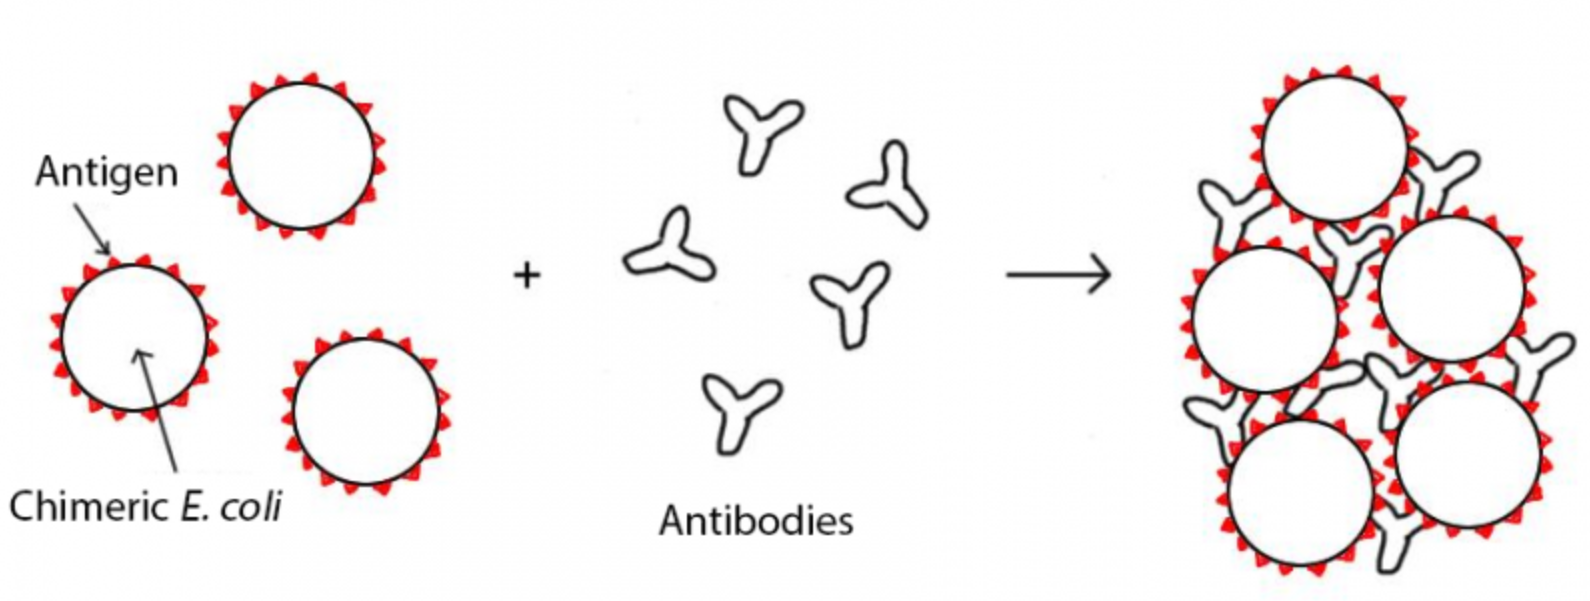 Antigen
+
Chimeric E. coli
Antibodies